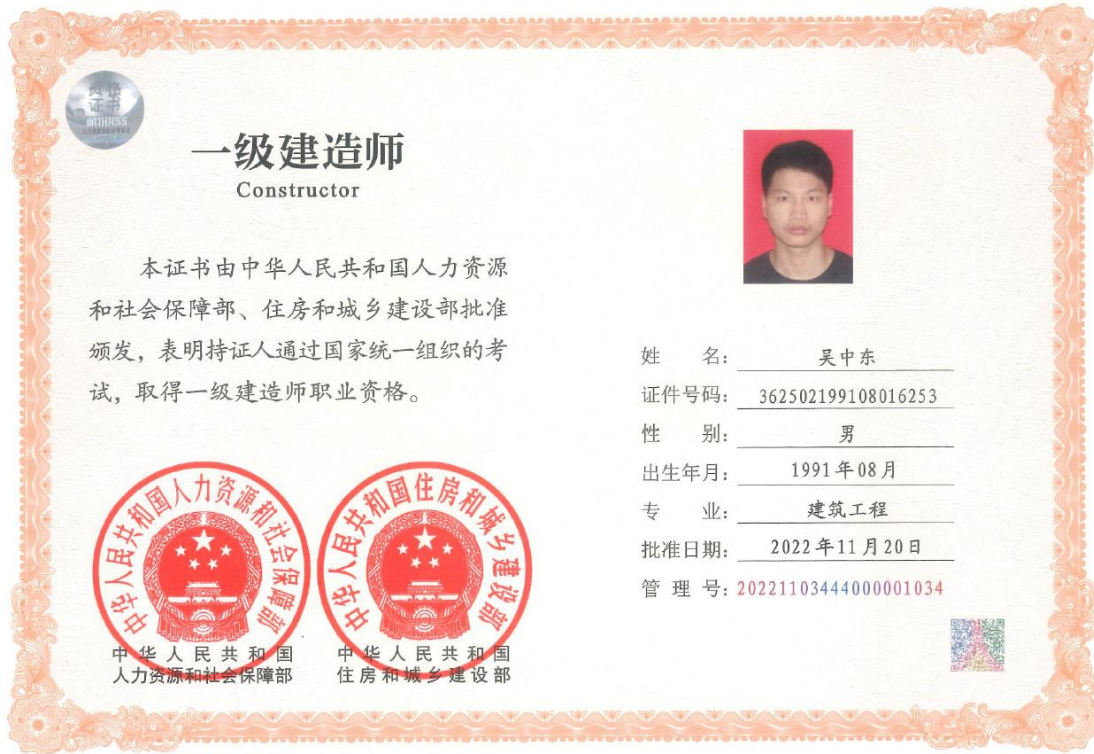 资格
证书
MOHRSS
一级建造师
Constructor
本证书由中华人民共和国人力资源
和社会保障部、住房和城乡建设部批准
颁发，表明持证人通过国家统一组织的考
试，取得一级建造师职业资格。
中华人民共和国人力资源和社会保障部
中华人民共和国住房和城乡建设部
中华人民共和国
人力资源和社会保障部
中华人民共和国
住房和城乡建设部
姓 名：吴中东
证件号码：362502199108016253
性 别：男
出生年月：1991年08月
专 业：建筑工程
批准日期：2022年11月20日
管 理 号：20221103444000001034